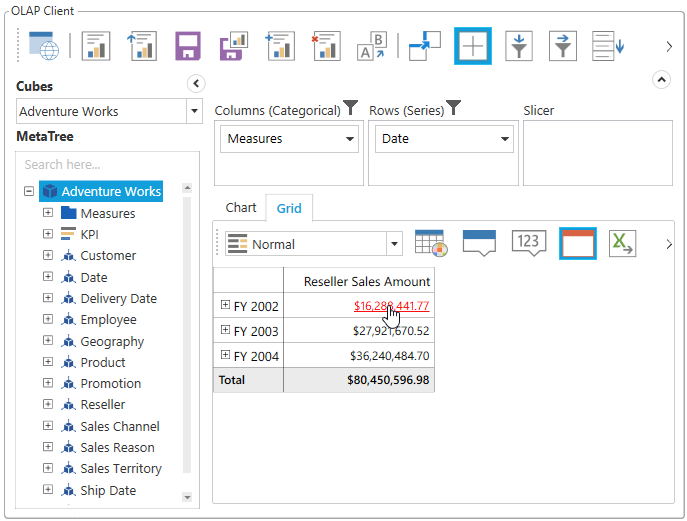 OLAP Client
A
B
Cubes
Adventure Works
MetaTree
Search here...
Adventure Works
Measures
KPI
Customer
Date
Delivery Date
Employee
Geography
Product
Promotion
Reseller
Sales Channel
Sales Reason
Sales Territory
Ship Date
Columns (Categorical)
Rows (Series)
Slicer
Measures
Date
Chart
Grid
Normal
123
Reseller Sales Amount
FY 2002
$16,288,441.77
FY 2003
$27,921,670.52
FY 2004
$36,240,484.70
Total
$80,450,596.98